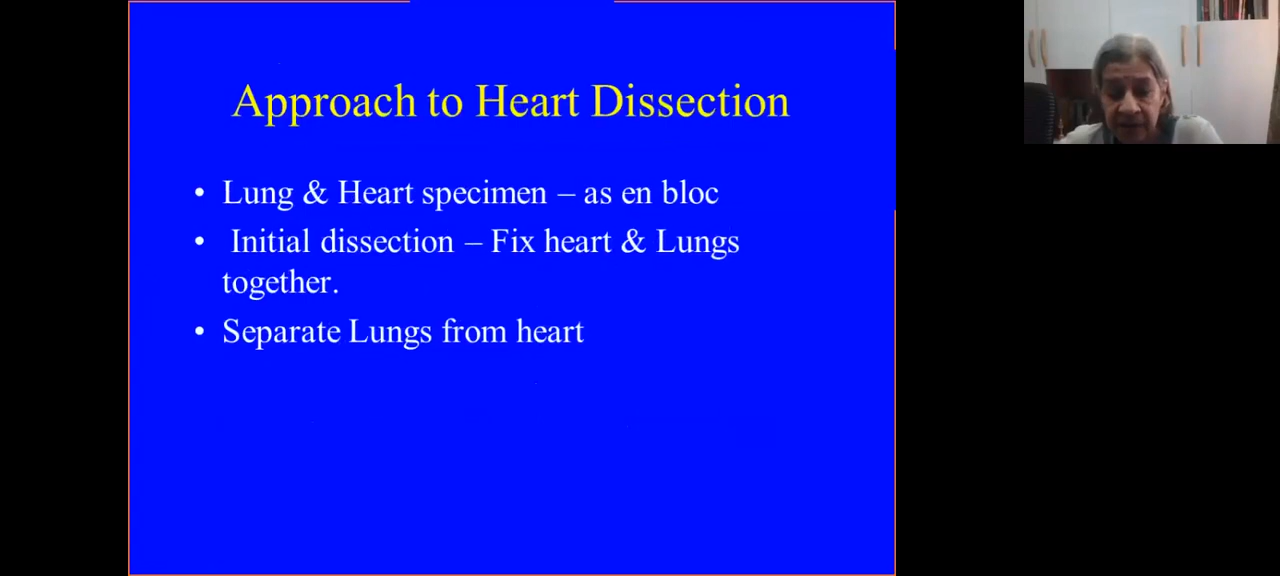 Approach to Heart Dissection
• Lung & Heart specimen – as en bloc
• Initial dissection – Fix heart & Lungs
together.
• Separate Lungs from heart